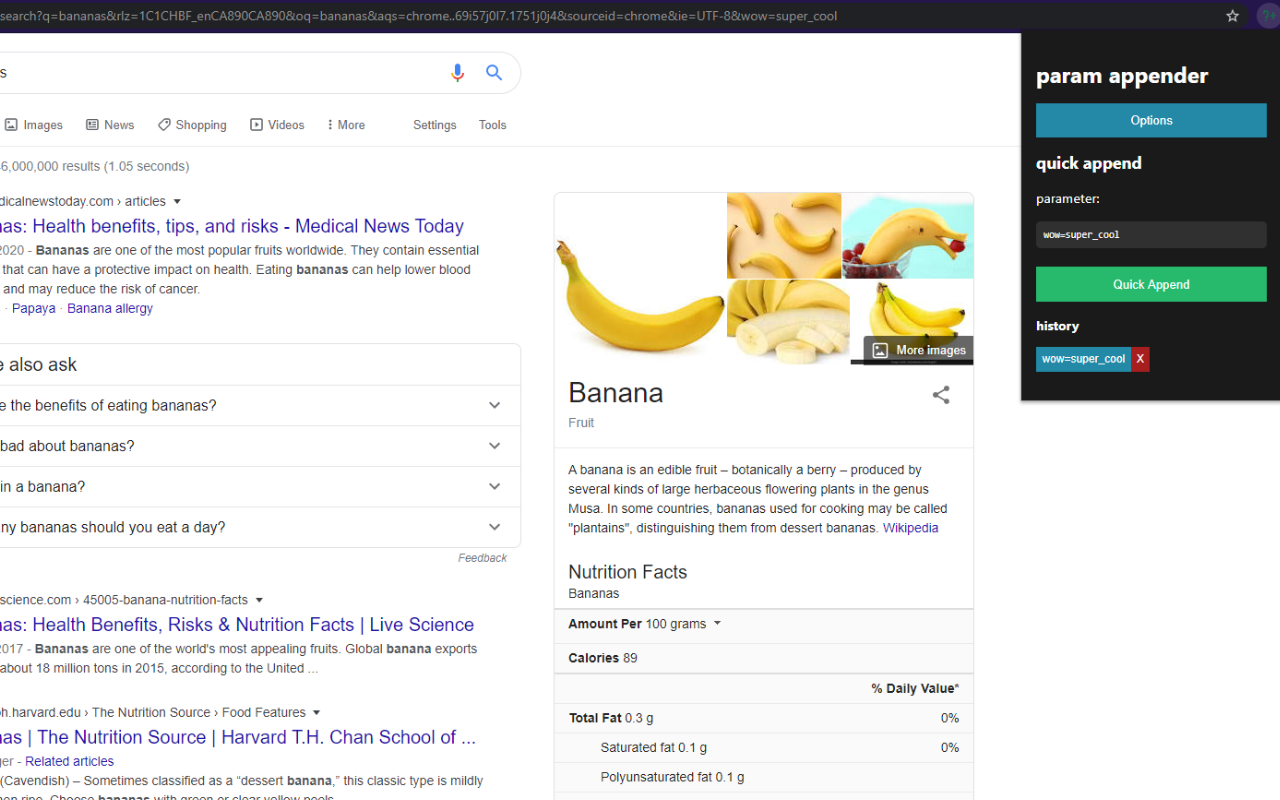 search?q=bananas&rlz=1C1CHBF_enCA890CA890&oq=bananas&aqs=chrome..69i57j0l7.1751j0j4&sourceid=chrome&ie=UTF-8&wow=super_cool
s
Images News Shopping Videos More Settings Tools
6,000,000 results (1.05 seconds)
dicalnewstoday.com › articles
nas: Health benefits, tips, and risks - Medical News Today
2020 - Bananas are one of the most popular fruits worldwide. They contain essential
that can have a protective impact on health. Eating bananas can help lower blood
and may reduce the risk of cancer.
· Papaya · Banana allergy
e also ask
e the benefits of eating bananas?
bad about bananas?
in a banana?
ny bananas should you eat a day?
Feedback
science.com › 45005-banana-nutrition-facts
nas: Health Benefits, Risks & Nutrition Facts | Live Science
2017 - Bananas are one of the world's most appealing fruits. Global banana exports
about 18 million tons in 2015, according to the United ...
ph.harvard.edu › The Nutrition Source › Food Features
nas | The Nutrition Source | Harvard T.H. Chan School of ...
ger - Related articles
(Cavendish) – Sometimes classified as a “dessert banana,” this classic type is mildly
More images
Banana
Fruit
A banana is an edible fruit – botanically a berry – produced by
several kinds of large herbaceous flowering plants in the genus
Musa. In some countries, bananas used for cooking may be called
"plantains", distinguishing them from dessert bananas. Wikipedia
Nutrition Facts
Bananas
Amount Per 100 grams
Calories 89
% Daily Value*
Total Fat 0.3 g 0%
Saturated fat 0.1 g 0%
Polyunsaturated fat 0.1 g
param appender
Options
quick append
parameter:
wow=super_cool
Quick Append
history
wow=super_cool X